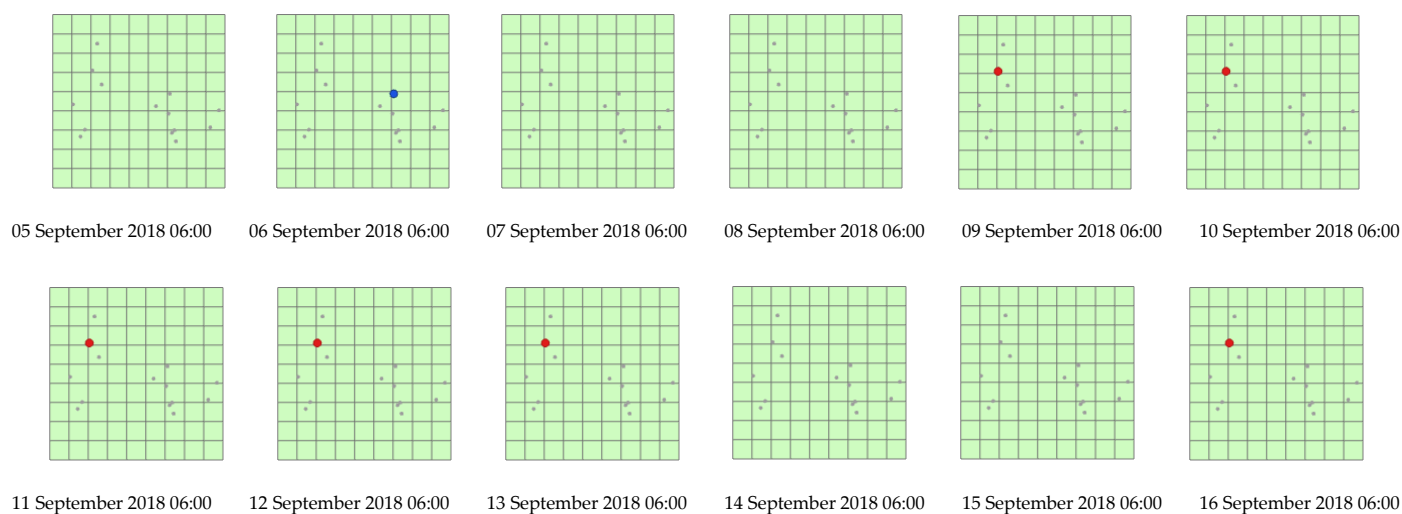 05 September 2018 06:00
06 September 2018 06:00
07 September 2018 06:00
08 September 2018 06:00
09 September 2018 06:00
10 September 2018 06:00
11 September 2018 06:00
12 September 2018 06:00
13 September 2018 06:00
14 September 2018 06:00
15 September 2018 06:00
16 September 2018 06:00